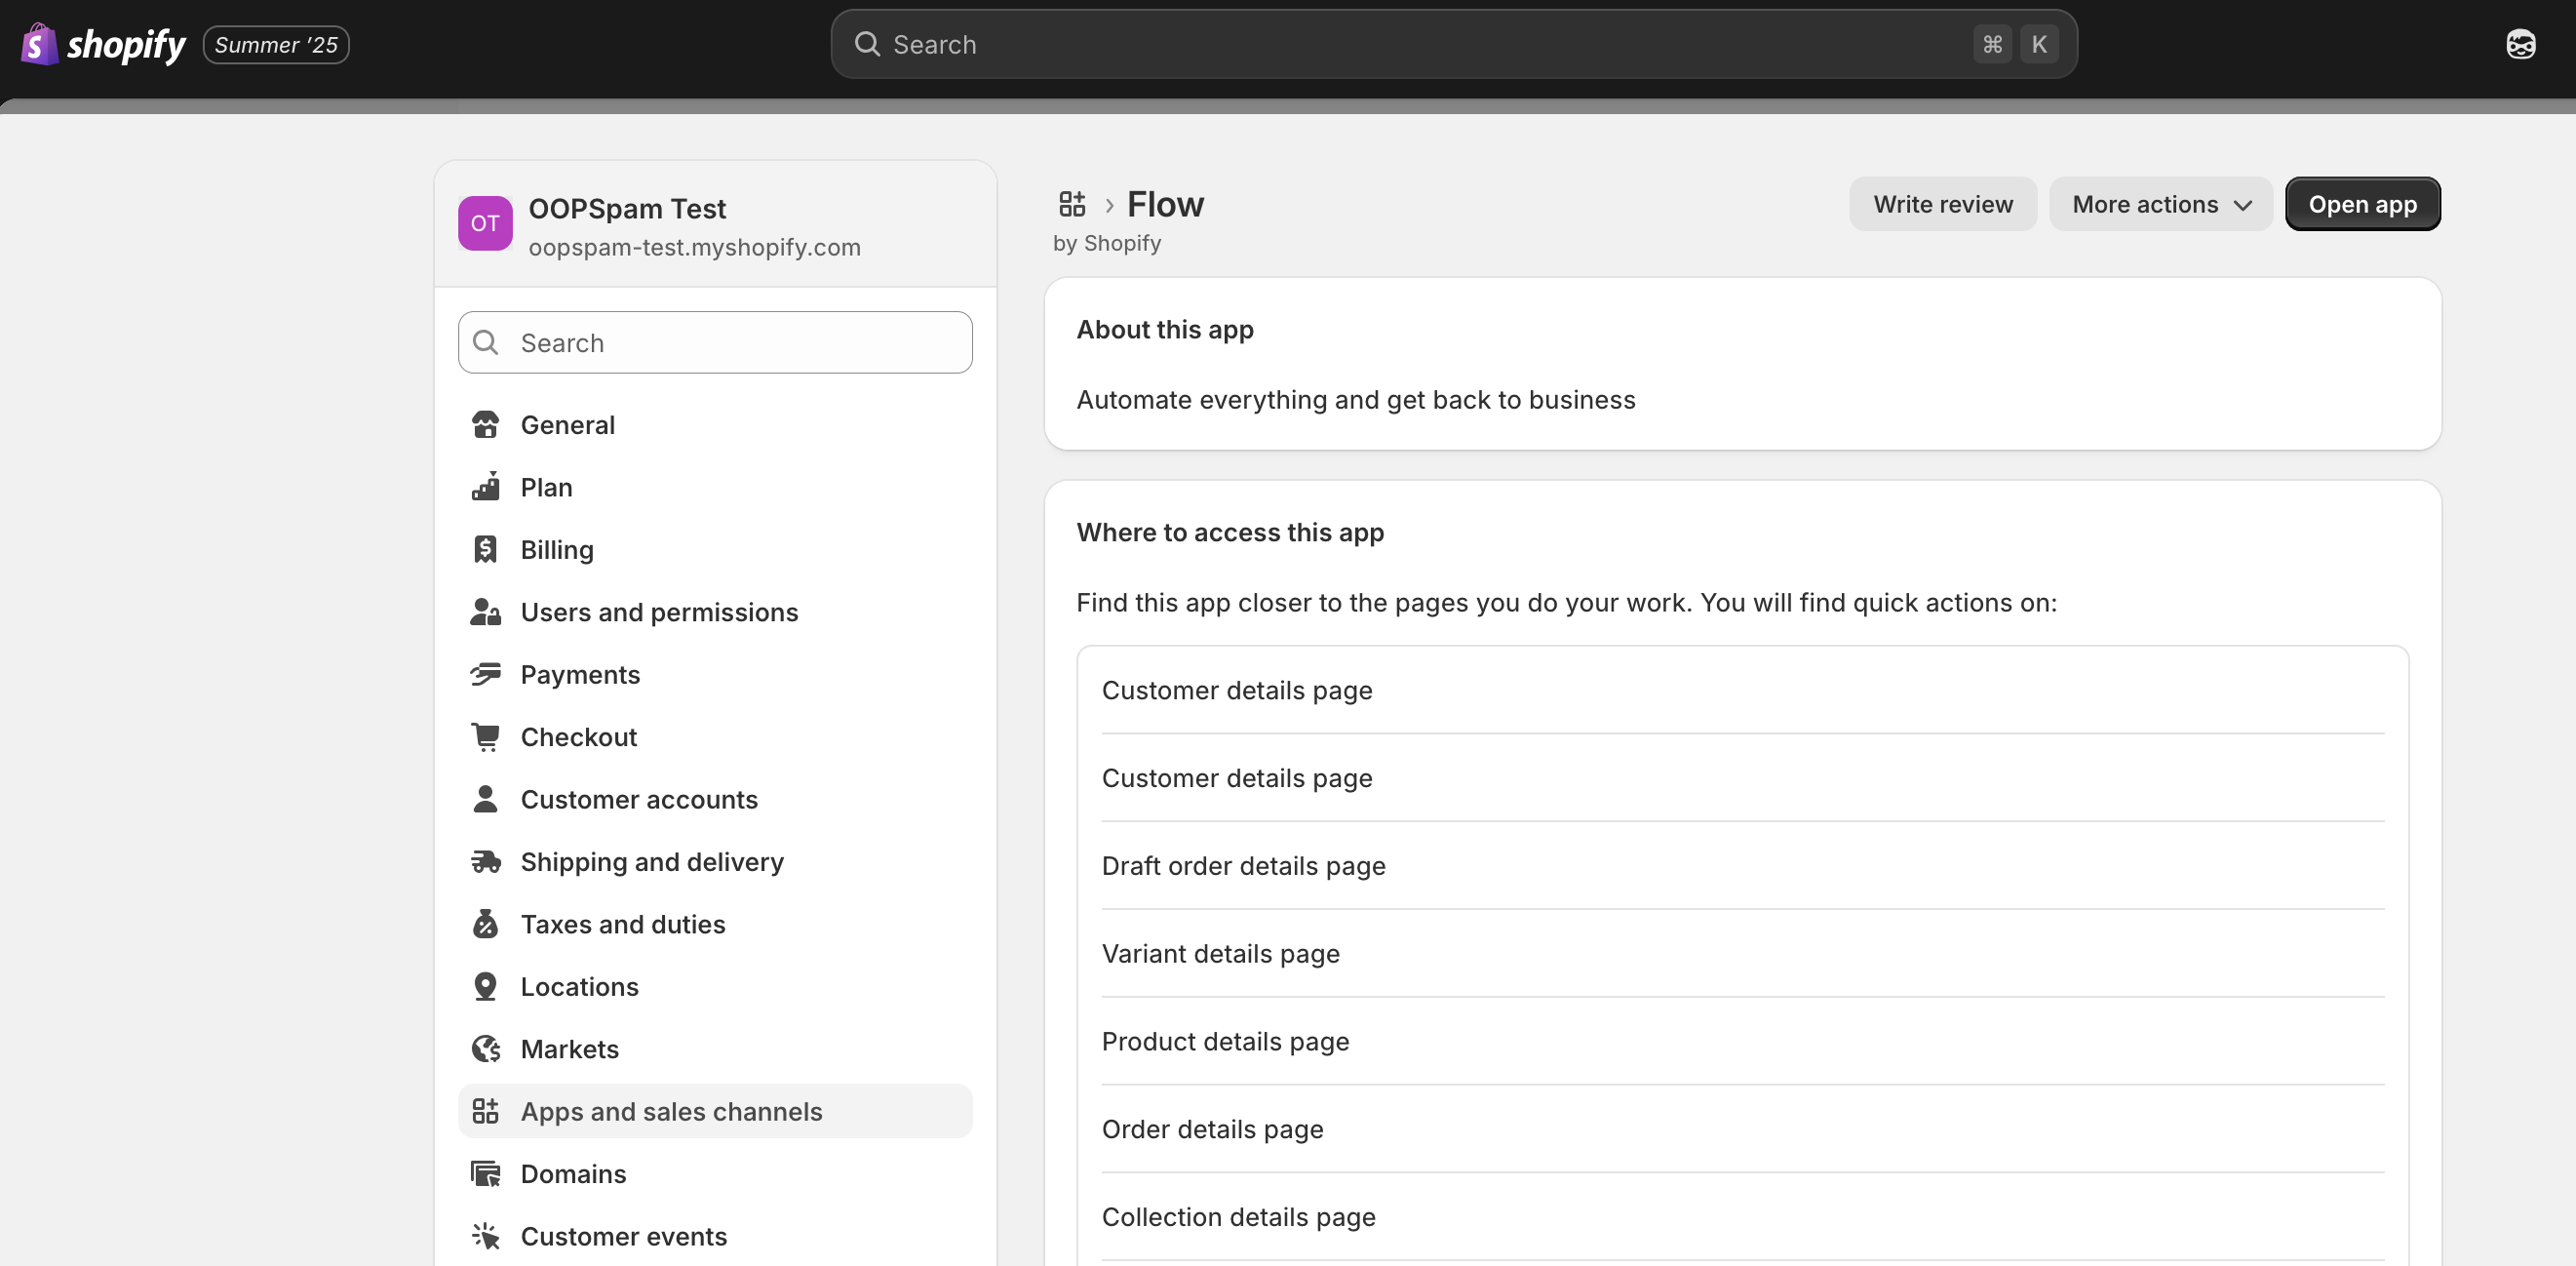 shopify Summer ’25
Search ⌘ K
OT
OOPSpam Test
oopspam-test.myshopify.com
Search
General
Plan
Billing
Users and permissions
Payments
Checkout
Customer accounts
Shipping and delivery
Taxes and duties
Locations
Markets
Apps and sales channels
Domains
Customer events
› Flow
by Shopify
Write review
More actions
Open app
About this app
Automate everything and get back to business
Where to access this app
Find this app closer to the pages you do your work. You will find quick actions on:
Customer details page
Customer details page
Draft order details page
Variant details page
Product details page
Order details page
Collection details page